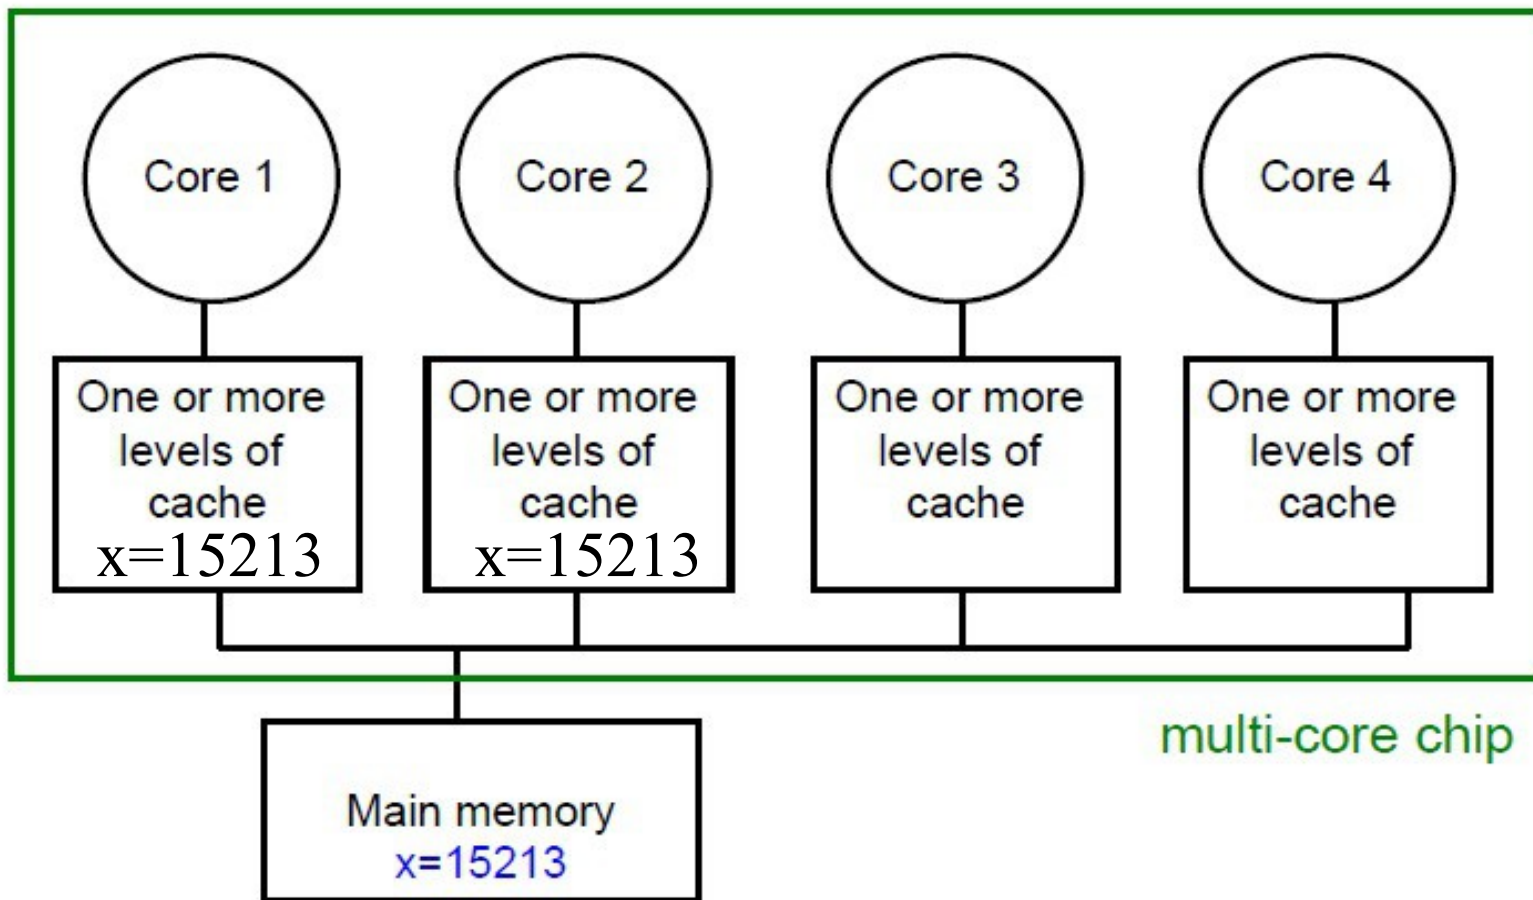 Core 1
Core 2
Core 3
Core 4
One or more
levels of
cache
x=15213
One or more
levels of
cache
x=15213
One or more
levels of
cache
One or more
levels of
cache
multi-core chip
Main memory
x=15213